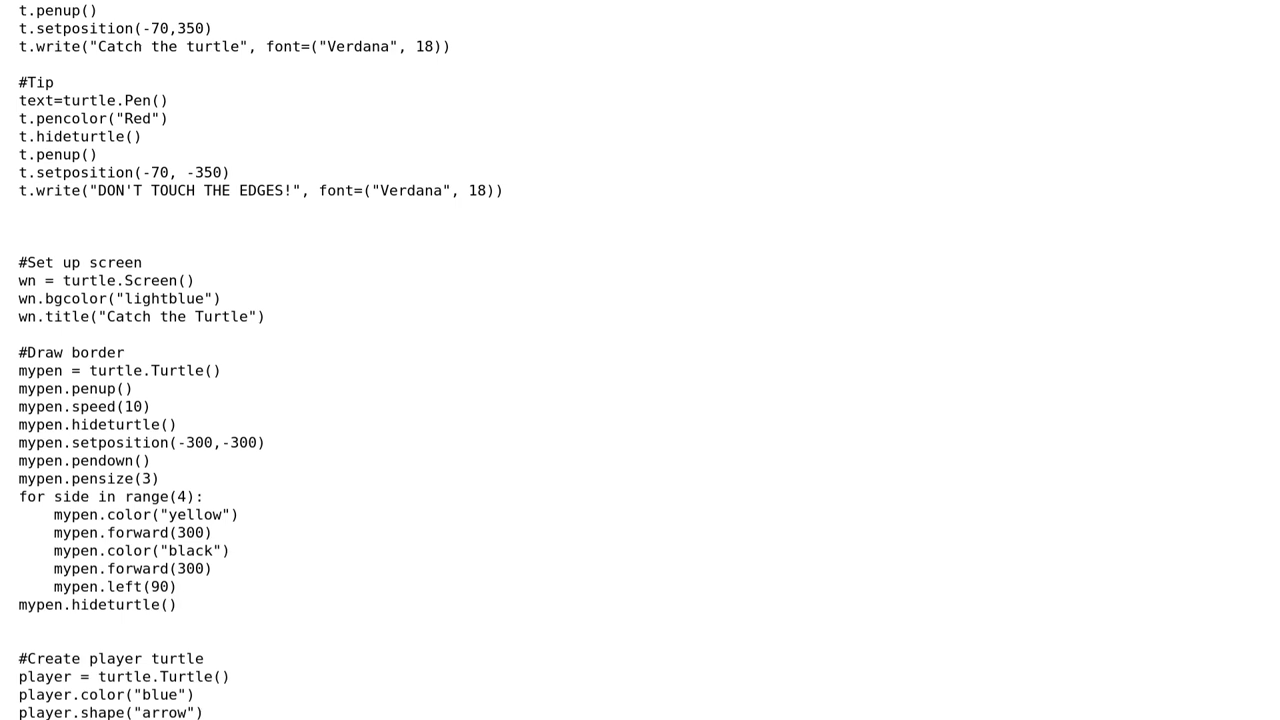 t.penup()
t.setposition(-70,350)
t.write("Catch the turtle", font=("Verdana", 18))
#Tip
text=turtle.Pen()
t.pencolor("Red")
t.hideturtle()
t.penup()
t.setposition(-70, -350)
t.write("DON'T TOUCH THE EDGES!", font=("Verdana", 18))
#Set up screen
wn = turtle.Screen()
wn.bgcolor("lightblue")
wn.title("Catch the Turtle")
#Draw border
mypen = turtle.Turtle()
mypen.penup()
mypen.speed(10)
mypen.hideturtle()
mypen.setposition(-300,-300)
mypen.pendown()
mypen.pensize(3)
for side in range(4):
    mypen.color("yellow")
    mypen.forward(300)
    mypen.color("black")
    mypen.forward(300)
    mypen.left(90)
mypen.hideturtle()
#Create player turtle
player = turtle.Turtle()
player.color("blue")
player.shape("arrow")